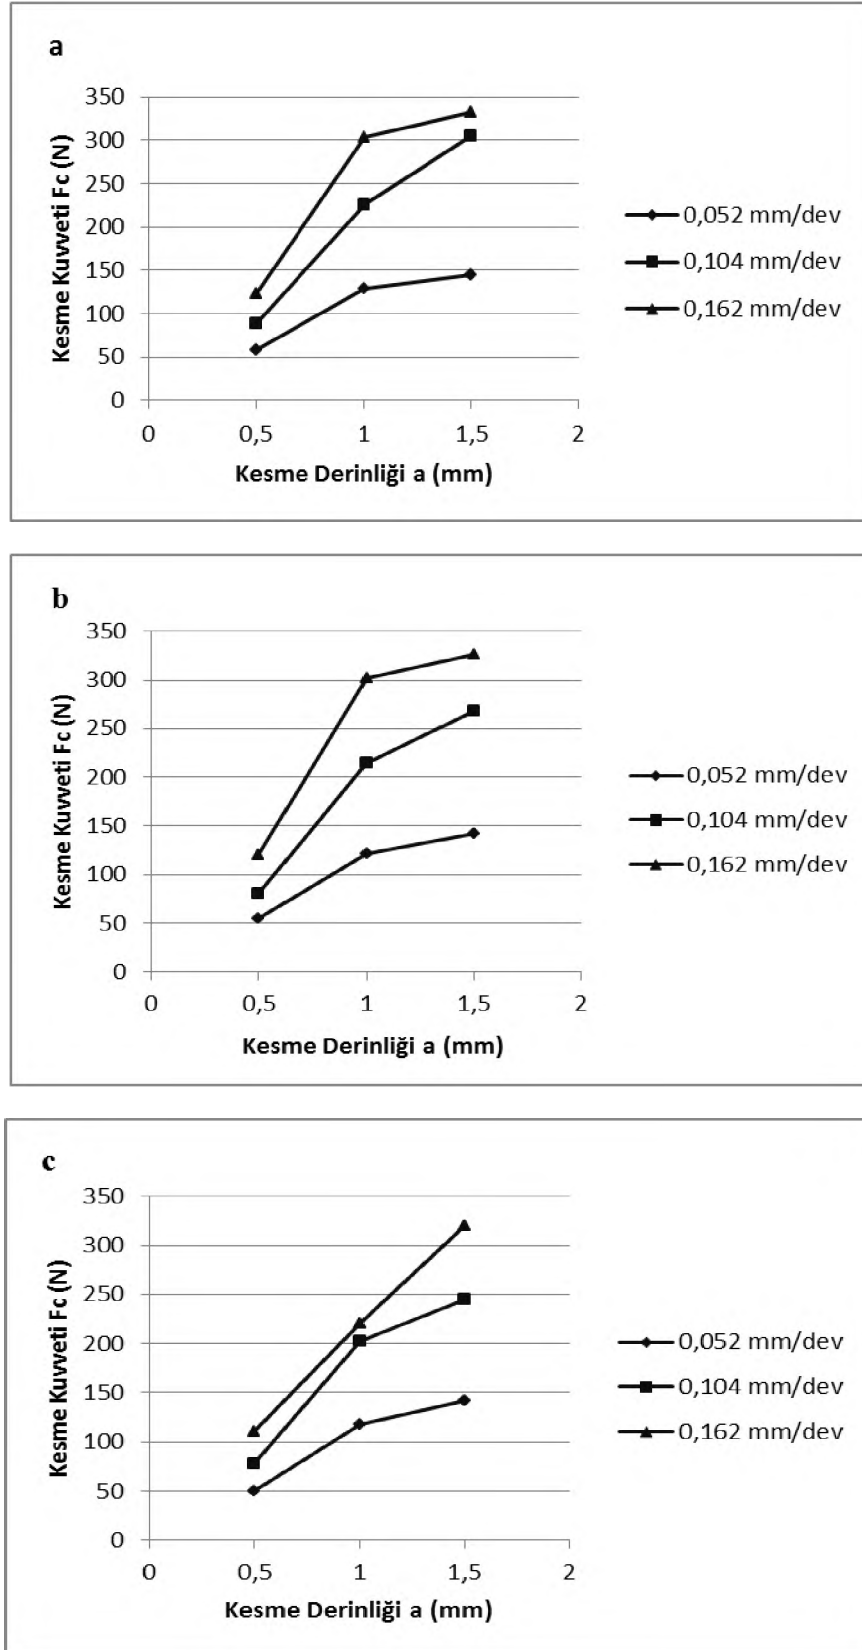 a
350
300
250
200
150
100
50
0
0 0,5 1 1,5 2
Kesme Kuvveti Fc (N)
Kesme Derinliği a (mm)
0,052 mm/dev
0,104 mm/dev
0,162 mm/dev
b
350
300
250
200
150
100
50
0
0 0,5 1 1,5 2
Kesme Kuvveti Fc (N)
Kesme Derinliği a (mm)
0,052 mm/dev
0,104 mm/dev
0,162 mm/dev
c
350
300
250
200
150
100
50
0
0 0,5 1 1,5 2
Kesme Kuvveti Fc (N)
Kesme Derinliği a (mm)
0,052 mm/dev
0,104 mm/dev
0,162 mm/dev